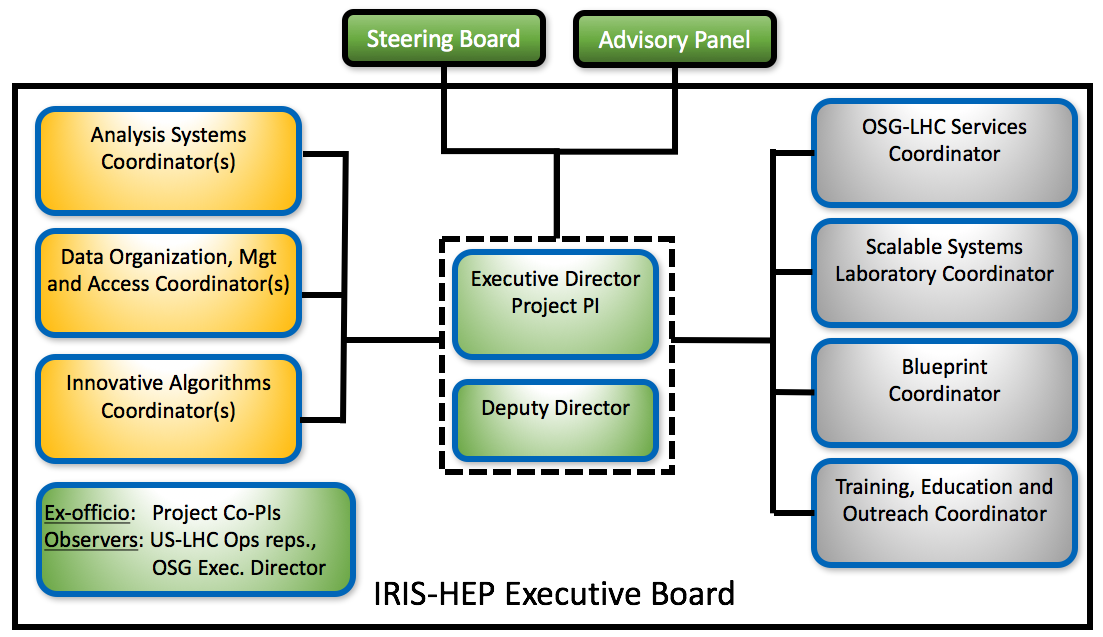 Steering Board
Advisory Panel
Analysis Systems
Coordinator(s)
Data Organization, Mgt
and Access Coordinator(s)
Innovative Algorithms
Coordinator(s)
Ex-officio: Project Co-PIs
Observers: US-LHC Ops reps.,
OSG Exec. Director
Executive Director
Project PI
Deputy Director
OSG-LHC Services
Coordinator
Scalable Systems
Laboratory Coordinator
Blueprint
Coordinator
Training, Education and
Outreach Coordinator
IRIS-HEP Executive Board